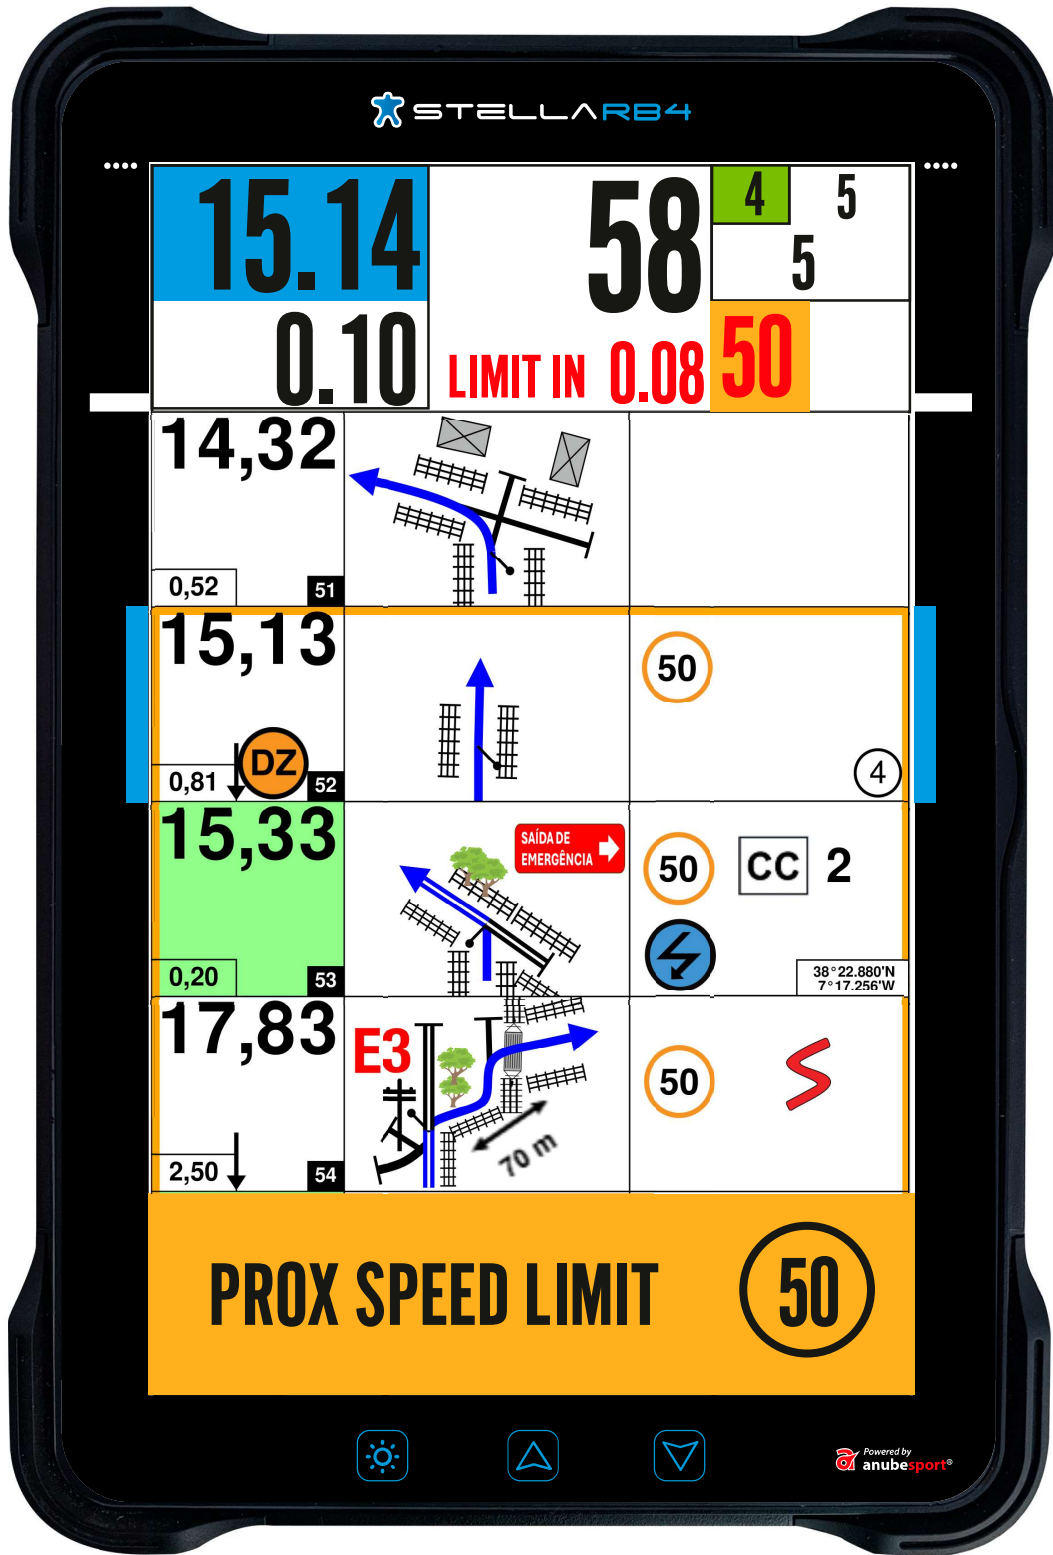 STELLARB4
15.14
58
4
5
5
0.10
LIMIT IN 0.08
50
14,32
0,52
51
15,13
50
DZ
0,81
52
4
15,33
SAÍDA DE
EMERGÊNCIA
50
CC
2
0,20
53
38°22.880'N
7°17.256'W
17,83
E3
50
70 m
2,50
54
PROX SPEED LIMIT
50
Powered by
anubesport®